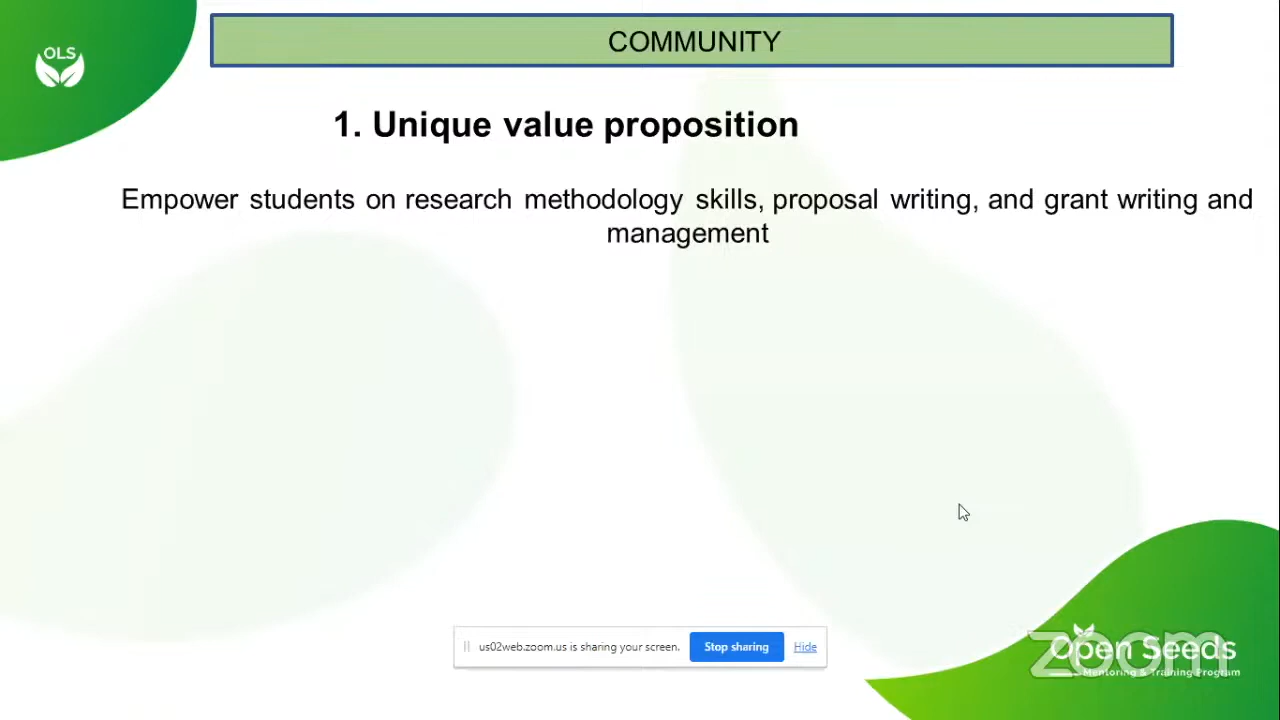 OLS
COMMUNITY
1. Unique value proposition
Empower students on research methodology skills, proposal writing, and grant writing and
management
us02web.zoom.us is sharing your screen.
Stop sharing
Hide
zoom
Open Seeds
Mentoring & Training Program